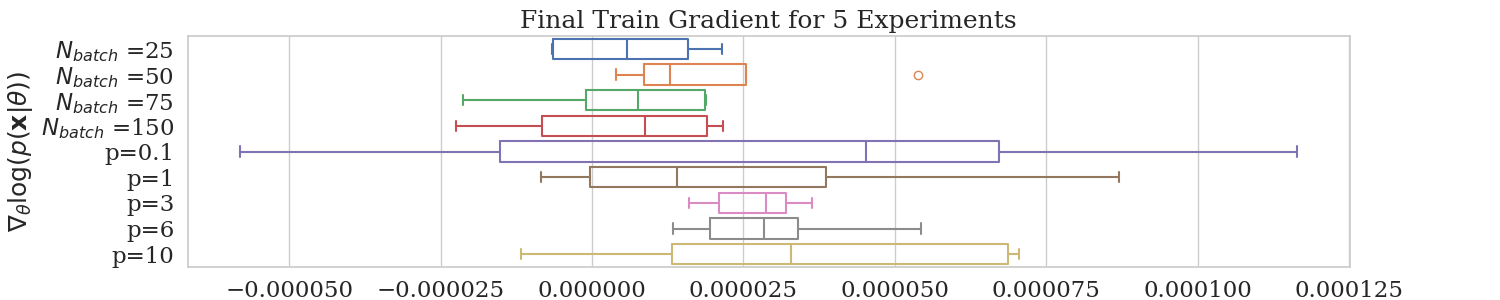 Final Train Gradient for 5 Experiments
∇θ log(p(x|θ))
N_batch =25
N_batch =50
N_batch =75
N_batch =150
p=0.1
p=1
p=3
p=6
p=10
−0.000050 −0.000025 0.000000 0.000025 0.000050 0.000075 0.000100 0.000125